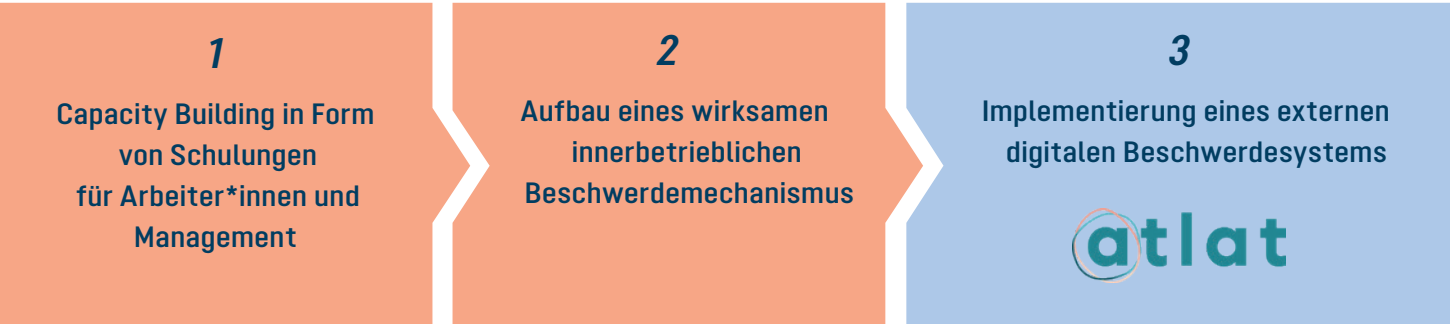 1
Capacity Building in Form
von Schulungen
für Arbeiter*innen und
Management
2
Aufbau eines wirksamen
innerbetrieblichen
Beschwerdemechanismus
3
Implementierung eines externen
digitalen Beschwerdesystems
atlat